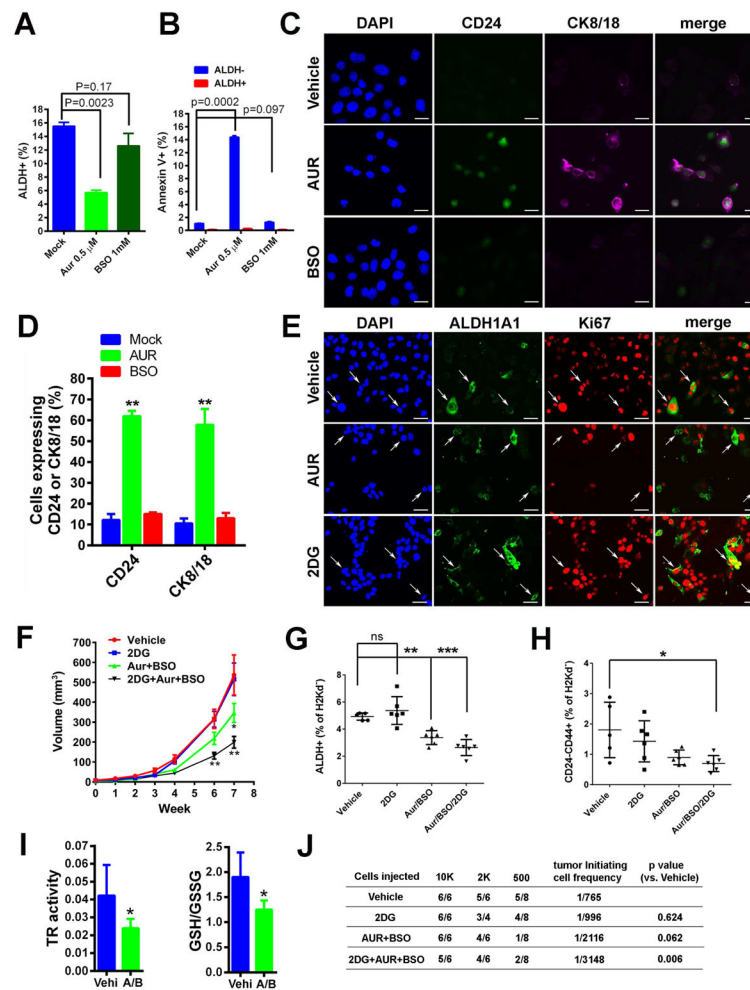 A
P=0.17
P=0.0023
ALDH+ (%)
18
16
14
12
10
8
6
4
2
0
Mock
Aur 0.5 µM
BSO 1mM
B
ALDH-
ALDH+
p=0.0002
p=0.097
Annexin V+ (%)
18
16
14
12
10
8
6
4
2
0
Mock
Aur 0.5 µM
BSO 1mM
C
DAPI CD24 CK8/18 merge
Vehicle
AUR
BSO
D
Mock
AUR
BSO
Cells expressing
CD24 or CK8/18 (%)
80
70
60
50
40
30
20
10
0
** **
CD24
CK8/18
E
DAPI ALDH1A1 Ki67 merge
Vehicle
AUR
2DG
F
Vehicle
2DG
Aur+BSO
2DG+Aur+BSO
Volume (mm³)
700
600
500
400
300
200
100
0
*
**
**
0 1 2 3 4 5 6 7 8
Week
G
ns
** ***
ALDH+ (% of H2Kd⁻)
8
6
4
2
0
Vehicle
2DG
Aur/BSO
Aur/BSO/2DG
H
*
CD24-CD44+ (% of H2Kd⁻)
4
3
2
1
0
Vehicle
2DG
Aur/BSO
Aur/BSO/2DG
I
TR activity
0.07
0.06
0.05
0.04
0.03
0.02
0.01
0.00
*
Vehi A/B
GSH/GSSG
3.0
2.5
2.0
1.5
1.0
0.5
0.0
*
Vehi A/B
J
Cells injected 10K 2K 500 tumor Initiating cell frequency p value (vs. Vehicle)
Vehicle 6/6 5/6 5/8 1/765
2DG 6/6 3/4 4/8 1/996 0.624
AUR+BSO 6/6 4/6 1/8 1/2116 0.062
2DG+AUR+BSO 5/6 4/6 2/8 1/3148 0.006